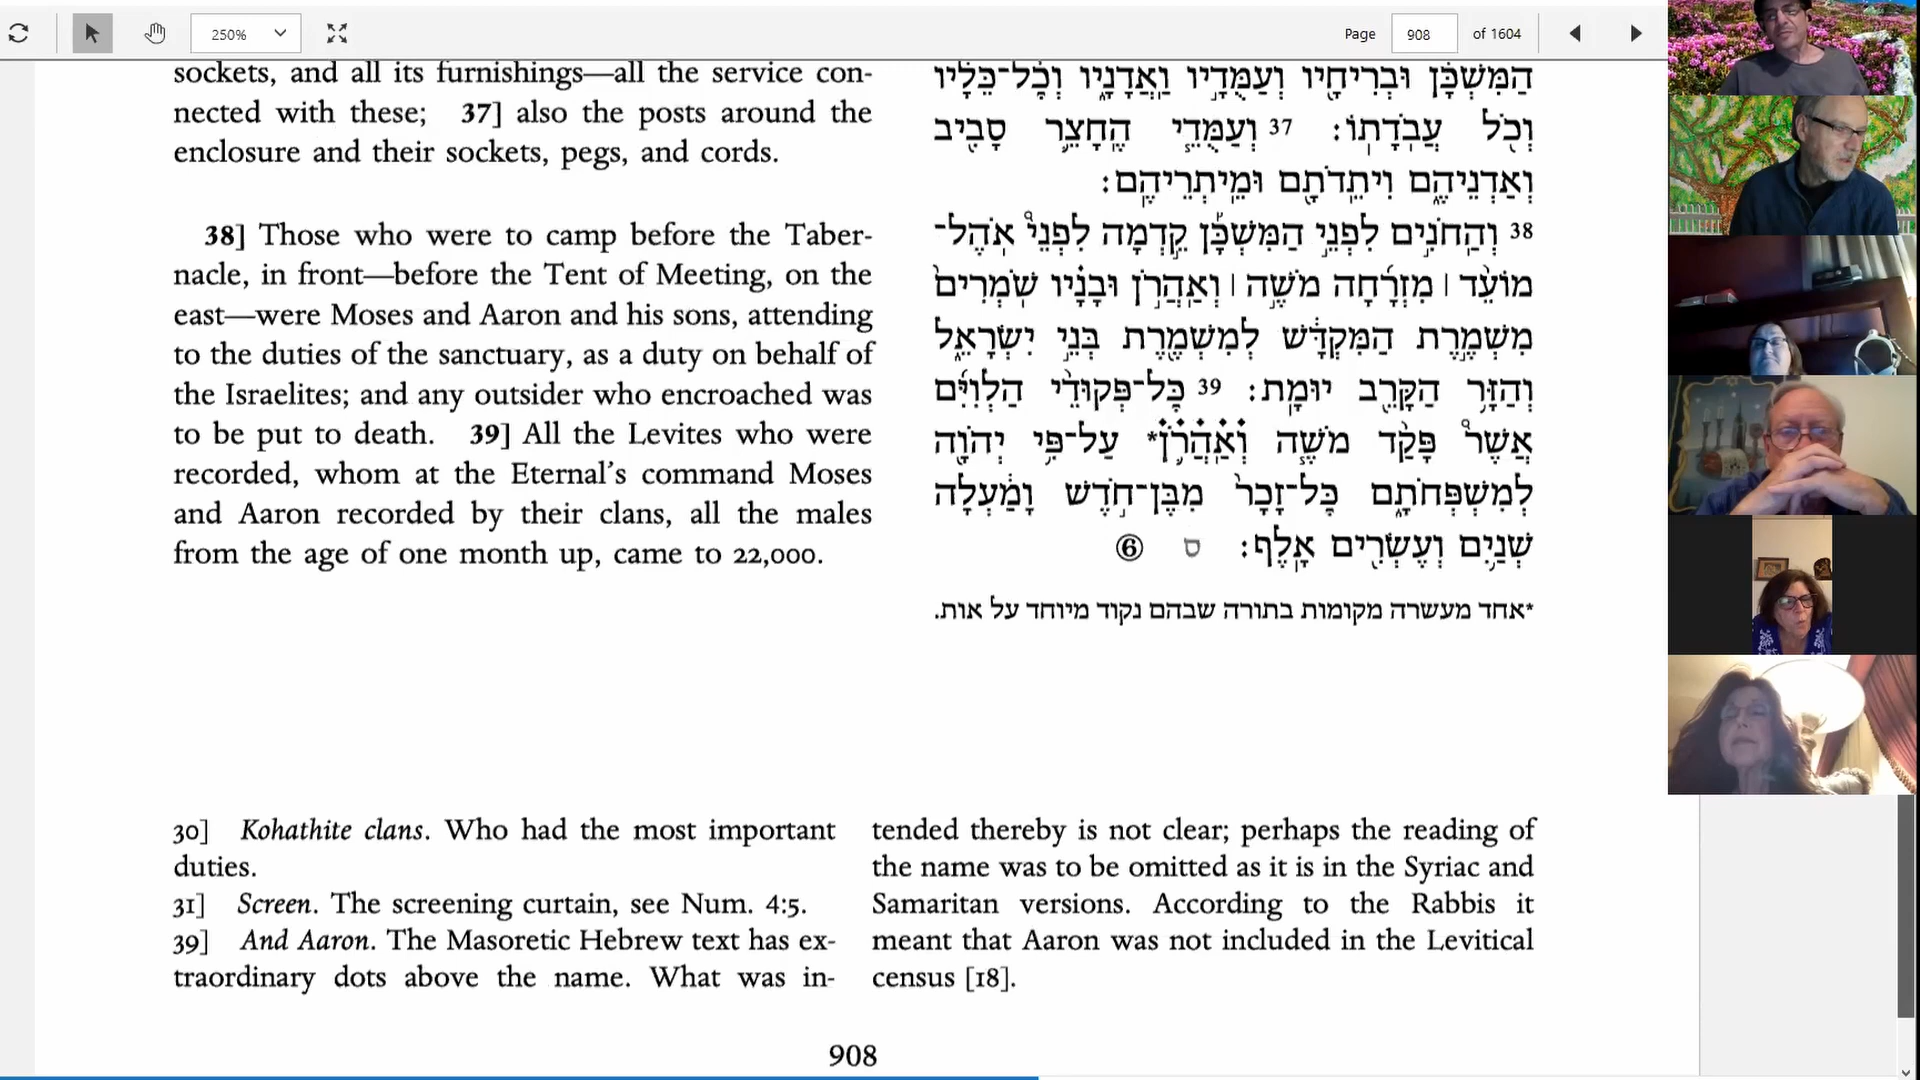 250%
Page 908 of 1604
sockets, and all its furnishings—all the service con-
nected with these; 37] also the posts around the
enclosure and their sockets, pegs, and cords.
38] Those who were to camp before the Taber-
nacle, in front—before the Tent of Meeting, on the
east—were Moses and Aaron and his sons, attending
to the duties of the sanctuary, as a duty on behalf of
the Israelites; and any outsider who encroached was
to be put to death. 39] All the Levites who were
recorded, whom at the Eternal’s command Moses
and Aaron recorded by their clans, all the males
from the age of one month up, came to 22,000.
הַמִּשְׁכָּ֔ן וּבְרִיחָ֖יו וְעַמֻּדָ֣יו וַאֲדָנָ֑יו וְכׇ֨ל־כֵּלָ֔יו
וְכֹ֖ל עֲבֹדָתֽוֹ׃ 37 וְעַמֻּדֵ֧י הֶחָצֵ֛ר סָבִ֖יב
וְאַדְנֵיהֶ֑ם וִיתֵדֹתָ֖ם וּמֵֽיתְרֵיהֶֽם׃
38 וְהַחֹנִ֣ים לִפְנֵ֣י הַמִּשְׁכָּ֡ן קֵ֣דְמָה לִפְנֵי֩ אֹֽהֶל־
מוֹעֵ֨ד ׀ מִזְרָ֜חָה מֹשֶׁ֣ה ׀ וְאַהֲרֹ֣ן וּבָנָ֗יו שֹֽׁמְרִים֙
מִשְׁמֶ֣רֶת הַמִּקְדָּ֔שׁ לְמִשְׁמֶ֖רֶת בְּנֵ֣י יִשְׂרָאֵ֑ל
וְהַזָּ֥ר הַקָּרֵ֖ב יוּמָֽת׃ 39 כׇּל־פְּקוּדֵ֨י הַלְוִיִּ֜ם
אֲשֶׁר֩ פָּקַ֨ד מֹשֶׁ֧ה וְׄאַׄהֲׄרֹ֛ׄןׄ* עַל־פִּ֥י יְהֹוָ֖ה
לְמִשְׁפְּחֹתָ֑ם כׇּל־זָכָר֙ מִבֶּן־חֹ֣דֶשׁ וָמַ֔עְלָה
שְׁנַ֥יִם וְעֶשְׂרִ֖ים אָֽלֶף׃ ס ⑥
*אחד מעשרה מקומות בתורה שבהם נקוד מיוחד על אות.
30] Kohathite clans. Who had the most important
duties.
31] Screen. The screening curtain, see Num. 4:5.
39] And Aaron. The Masoretic Hebrew text has ex-
traordinary dots above the name. What was in-
tended thereby is not clear; perhaps the reading of
the name was to be omitted as it is in the Syriac and
Samaritan versions. According to the Rabbis it
meant that Aaron was not included in the Levitical
census [18].
908